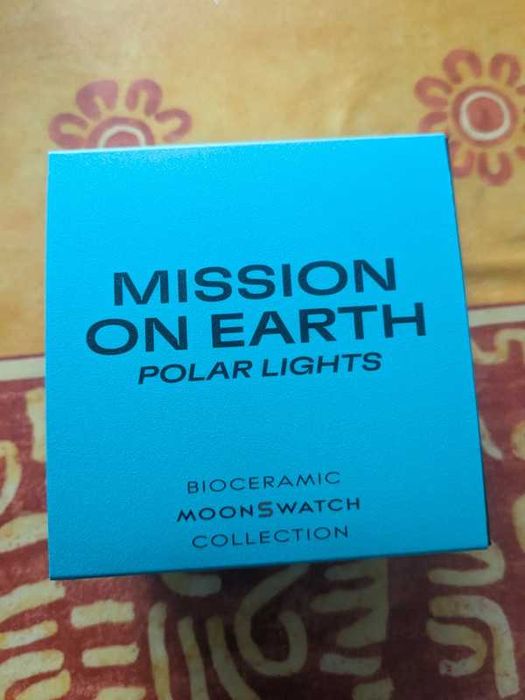 MISSION
ON EARTH
POLAR LIGHTS
BIOCERAMIC
MOONSWATCH
COLLECTION